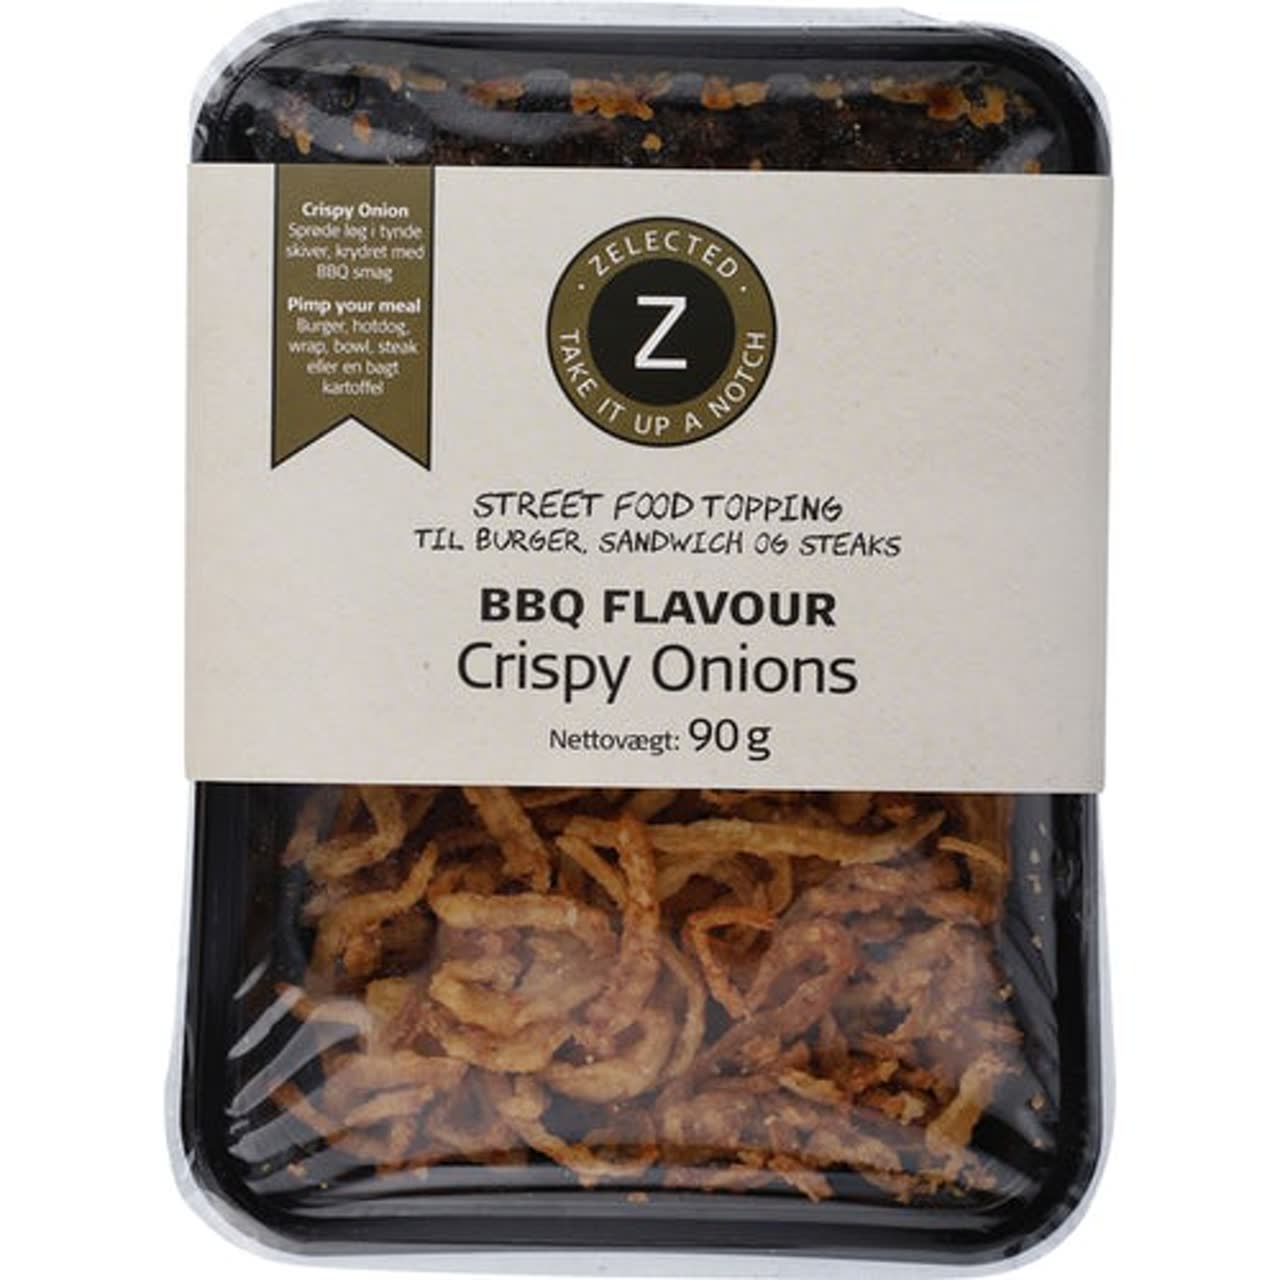 Crispy Onion
Sprøde løg i tynde
skiver, krydret med
BBQ smag
Pimp your meal
Burger, hotdog,
wrap, bowl, steak
eller en bagt
kartoffel
· ZELECTED ·
Z
TAKE IT UP A NOTCH
STREET FOOD TOPPING
TIL BURGER, SANDWICH OG STEAKS
BBQ FLAVOUR
Crispy Onions
Nettovægt: 90 g